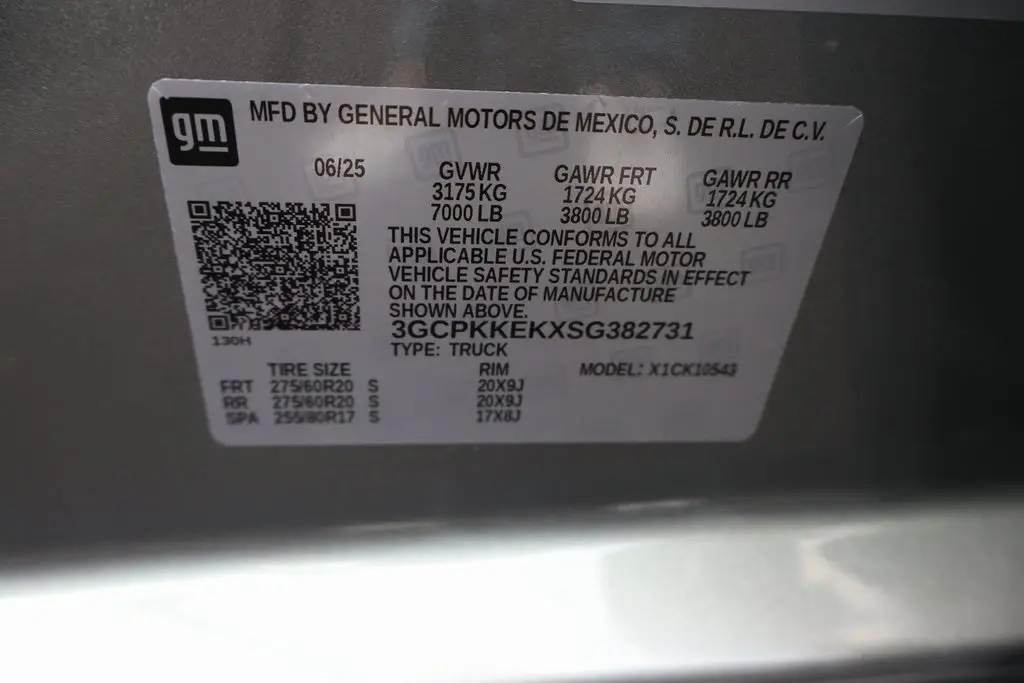 gm
MFD BY GENERAL MOTORS DE MEXICO, S. DE R.L. DE C.V.
06/25 GVWR GAWR FRT GAWR RR
3175 KG 1724 KG 1724 KG
7000 LB 3800 LB 3800 LB
THIS VEHICLE CONFORMS TO ALL
APPLICABLE U.S. FEDERAL MOTOR
VEHICLE SAFETY STANDARDS IN EFFECT
ON THE DATE OF MANUFACTURE
SHOWN ABOVE.
3GCPKKEKXSG382731
130H
TYPE: TRUCK
TIRE SIZE RIM MODEL: X1CK10543
FRT 275/60R20 S 20X9J
RR 275/60R20 S 20X9J
SPA 255/80R17 S 17X8J